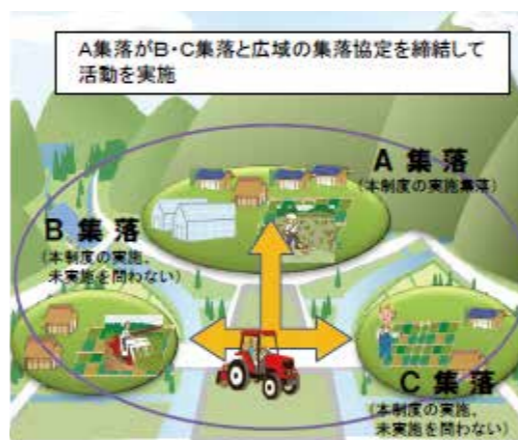 A集落がB・C集落と広域の集落協定を締結して
活動を実施
A 集 落
(本制度の実施集落)
B 集 落
(本制度の実施、
未実施を問わない)
C 集 落
(本制度の実施、
未実施を問わない)